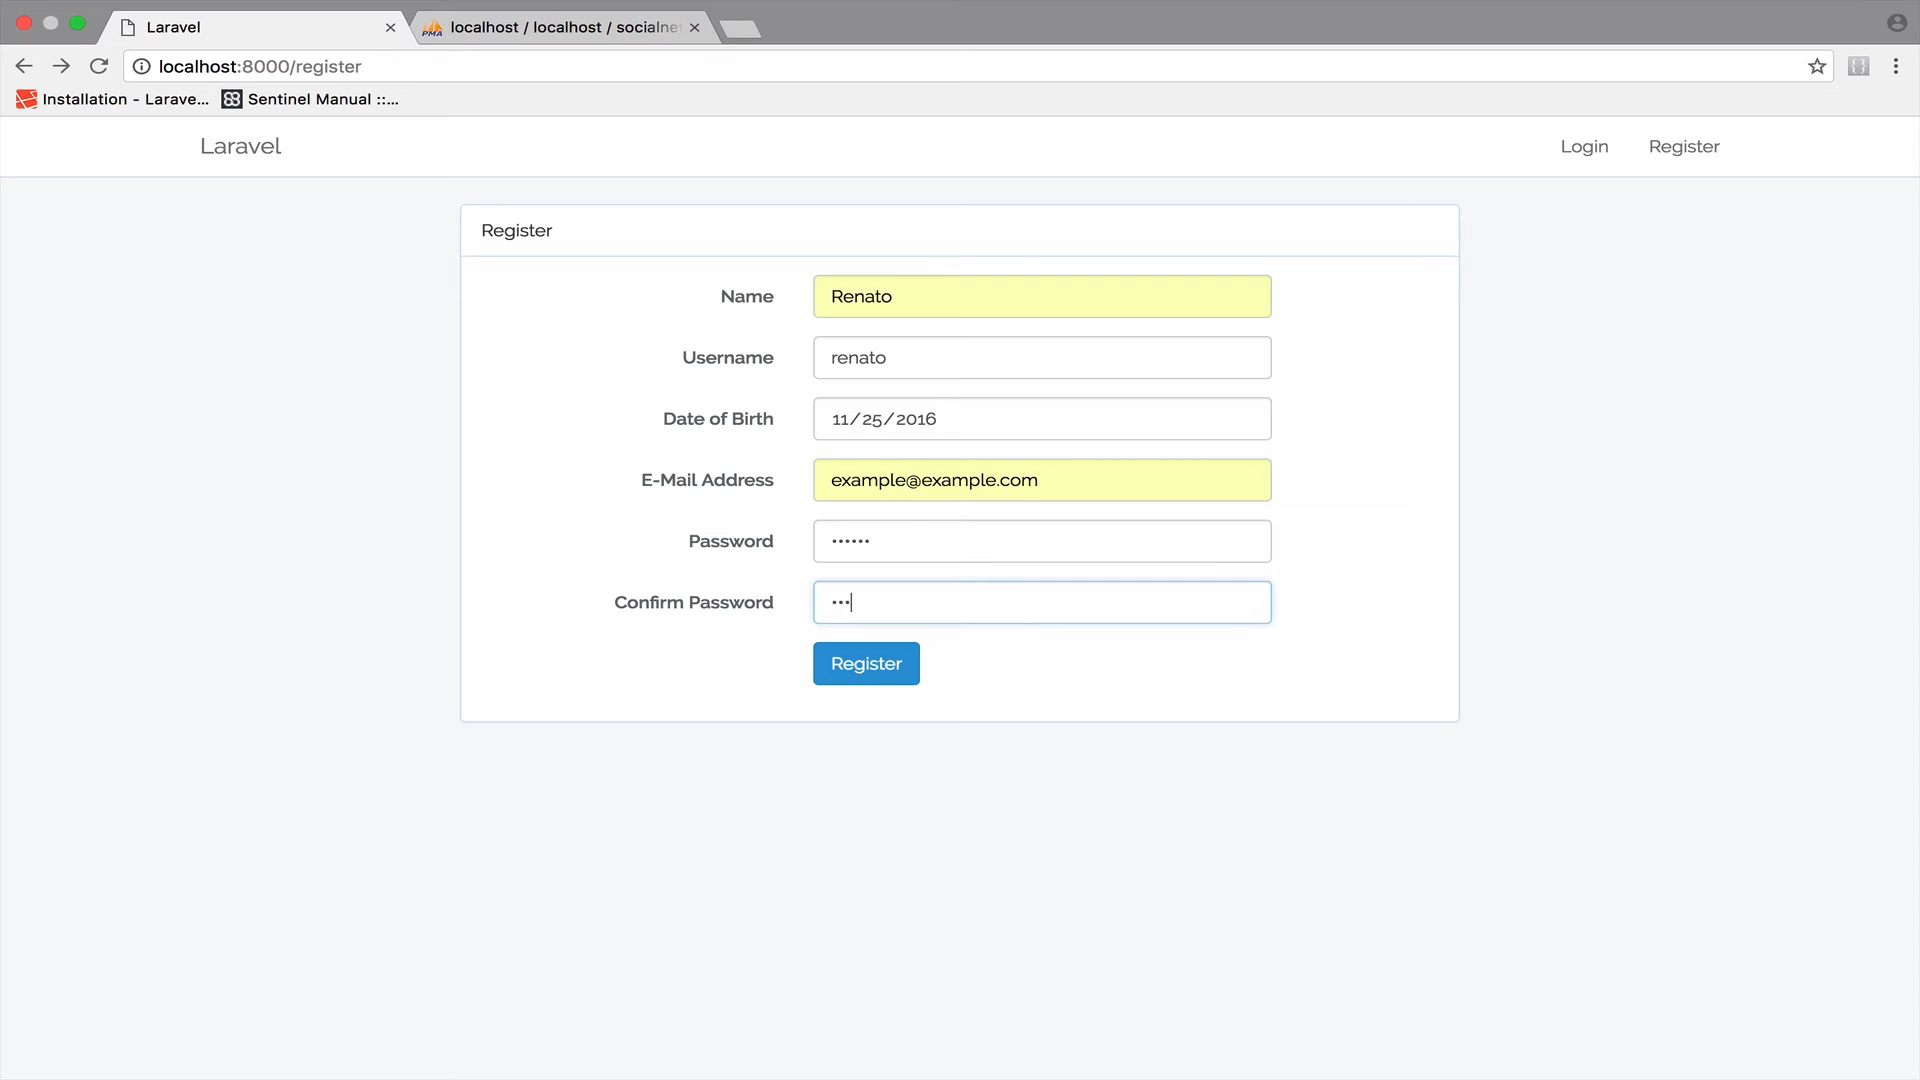 Laravel
PMA localhost / localhost / socialne
localhost:8000/register
Installation - Larave...
Sentinel Manual ::...
Laravel
Login
Register
Register
Name
Renato
Username
renato
Date of Birth
11/25/2016
E-Mail Address
example@example.com
Password
••••••
Confirm Password
•••
Register